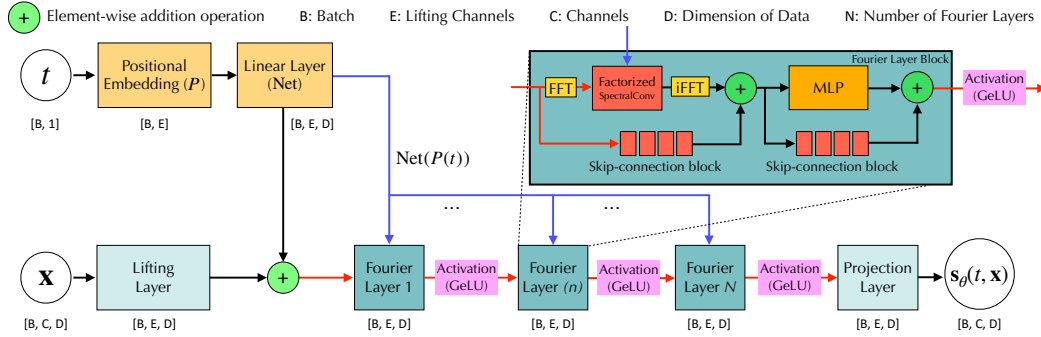 + Element-wise addition operation B: Batch E: Lifting Channels C: Channels D: Dimension of Data N: Number of Fourier Layers
t
Positional
Embedding (P)
Linear Layer
(Net)
[B, 1]
[B, E]
[B, E, D]
Net(P(t))
Fourier Layer Block
FFT
Factorized
SpectralConv
iFFT
+
MLP
+
Activation
(GeLU)
Skip-connection block
Skip-connection block
...
...
x
Lifting
Layer
+
Fourier
Layer 1
Activation
(GeLU)
Fourier
Layer (n)
Activation
(GeLU)
Fourier
Layer N
Activation
(GeLU)
Projection
Layer
sθ(t, x)
[B, C, D]
[B, E, D]
[B, E, D]
[B, E, D]
[B, E, D]
[B, E, D]
[B, C, D]